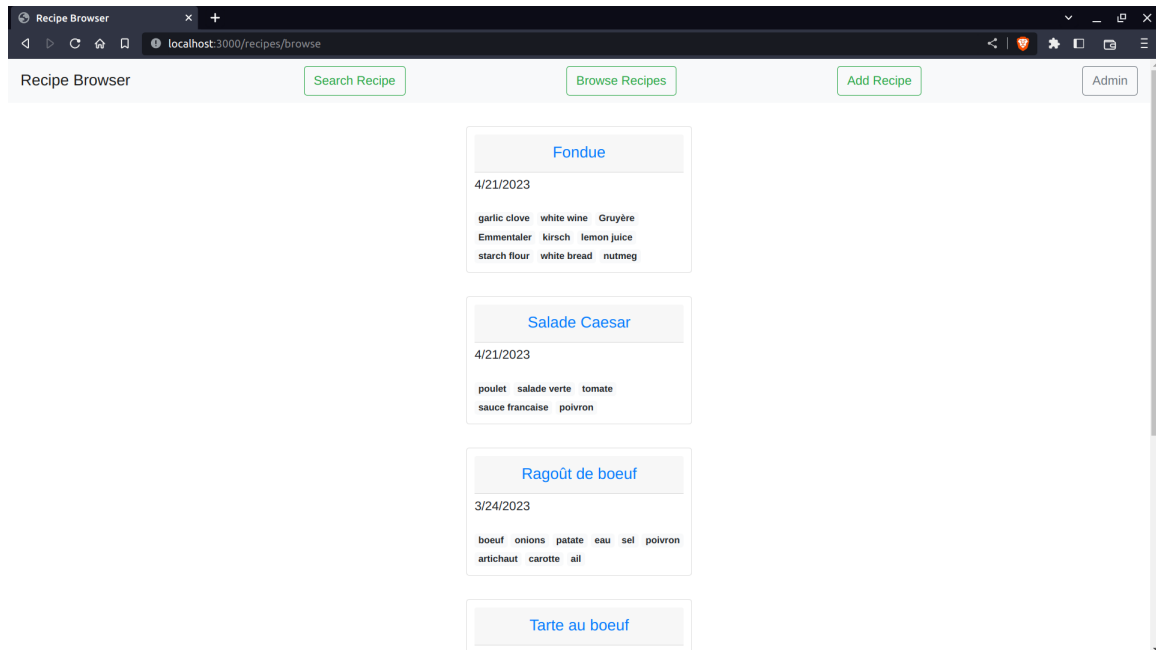 Recipe Browser
localhost:3000/recipes/browse
Recipe Browser Search Recipe Browse Recipes Add Recipe Admin
Fondue
4/21/2023
garlic clove white wine Gruyère
Emmentaler kirsch lemon juice
starch flour white bread nutmeg
Salade Caesar
4/21/2023
poulet salade verte tomate
sauce francaise poivron
Ragoût de boeuf
3/24/2023
boeuf onions patate eau sel poivron
artichaut carotte ail
Tarte au boeuf